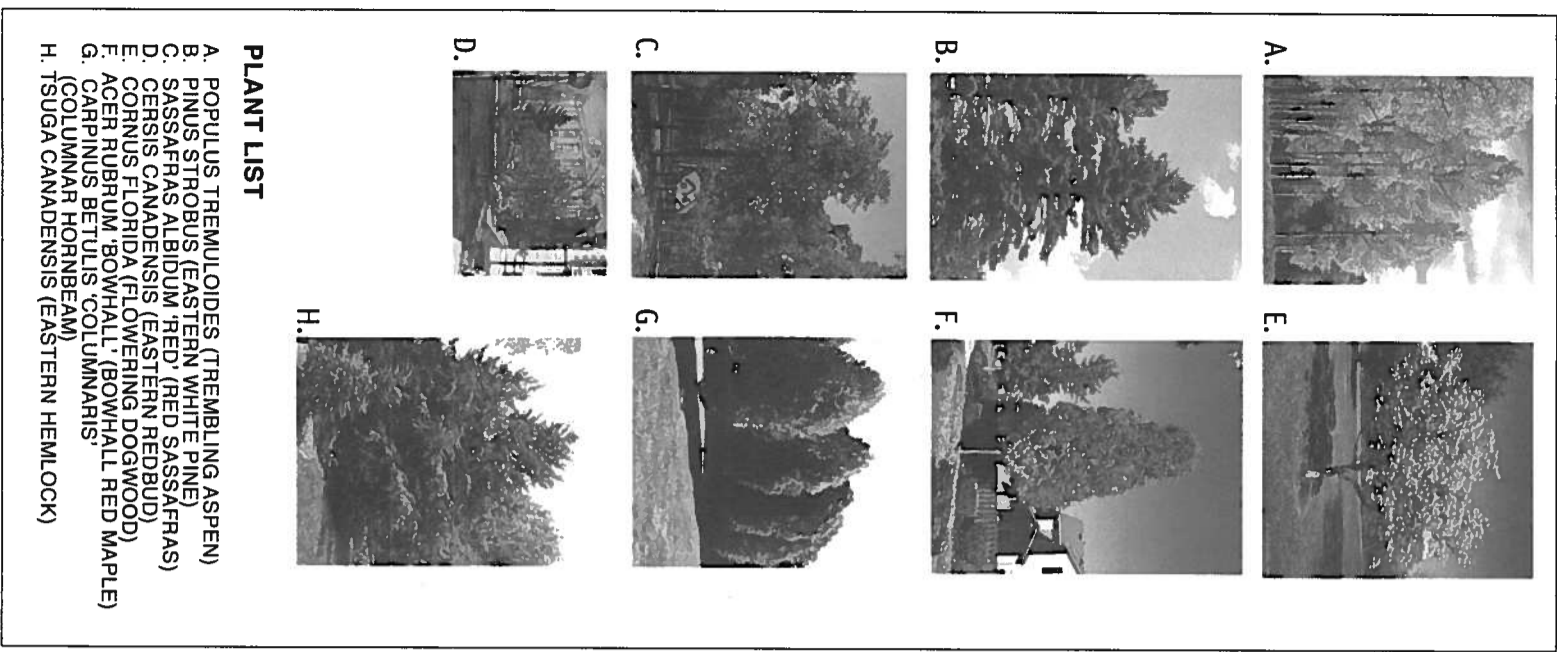 A.
E.
B.
F.
C.
G.
D.
H.
PLANT LIST
A. POPULUS TREMULOIDES (TREMBLING ASPEN)
B. PINUS STROBUS (EASTERN WHITE PINE)
C. SASSAFRAS ALBIDUM 'RED' (RED SASSAFRAS)
D. CERSIS CANADENSIS (EASTERN REDBUD)
E. CORNUS FLORIDA (FLOWERING DOGWOOD)
F. ACER RUBRUM 'BOWHALL' (BOWHALL RED MAPLE)
G. CARPINUS BETULIS 'COLUMNARIS'
(COLUMNAR HORNBEAM)
H. TSUGA CANADENSIS (EASTERN HEMLOCK)